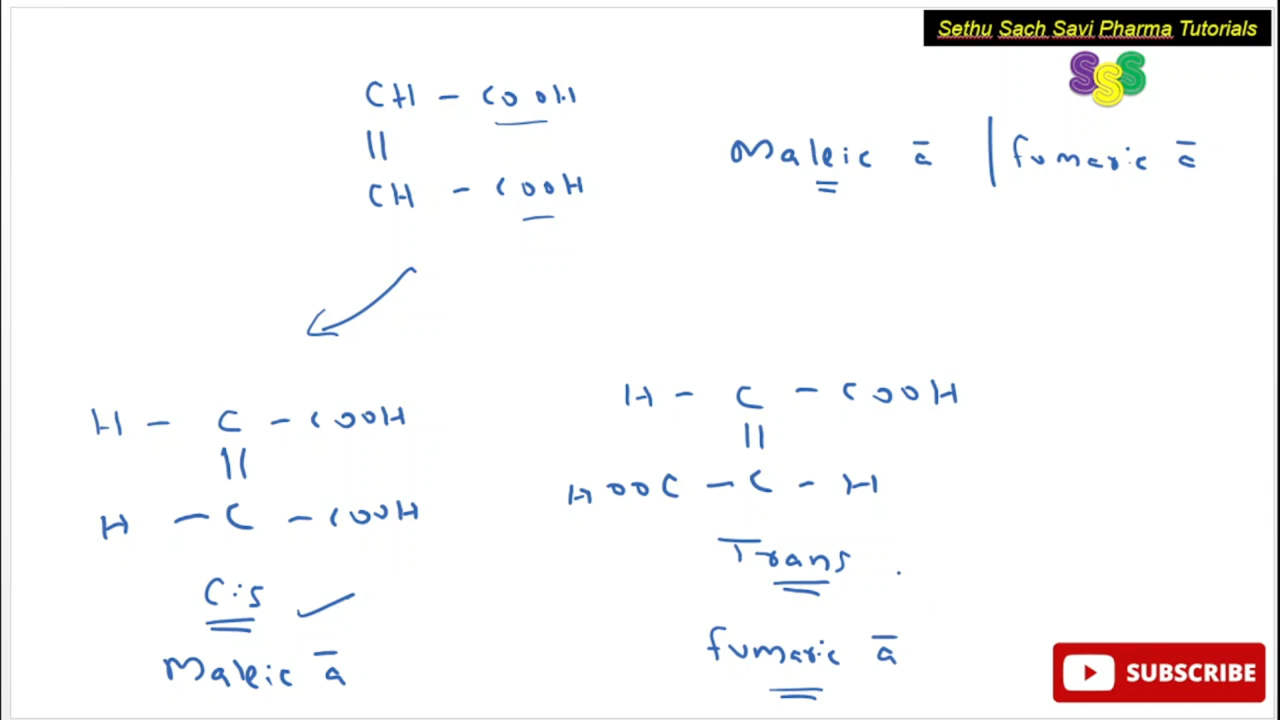 Sethu Sach Savi Pharma Tutorials
SSS
CH - COOH
||
CH - COOH
Maleic ā | fumaric ā
H - C - COOH
||
H - C - COOH
Cis ✓
Maleic ā
H - C - COOH
||
HOOC - C - H
Trans
fumaric ā
SUBSCRIBE